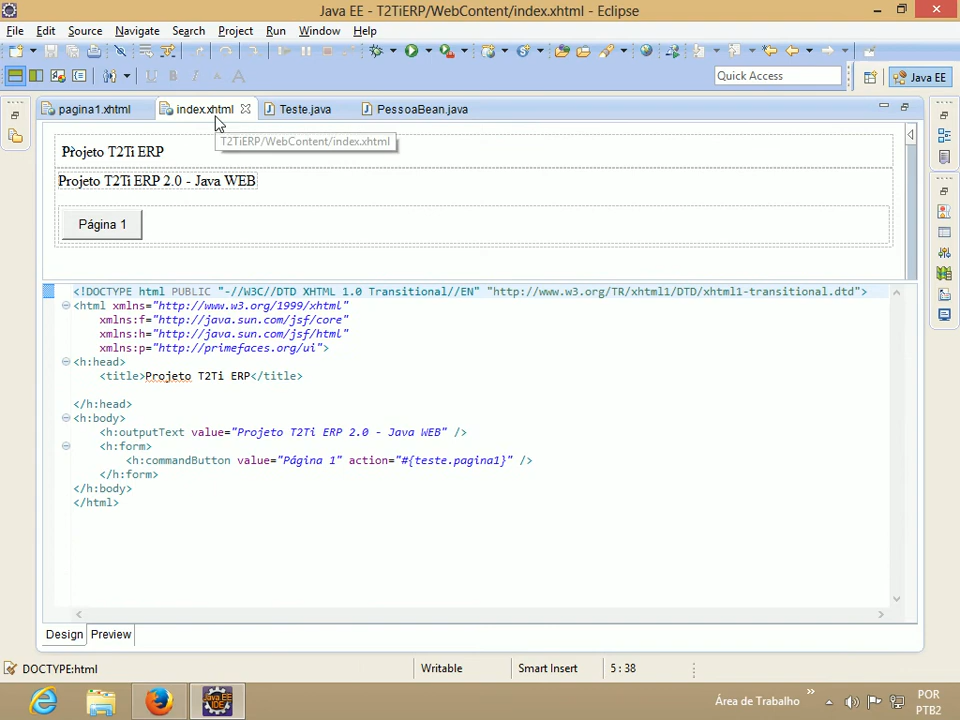 Java EE - T2TiERP/WebContent/index.xhtml - Eclipse
File Edit Source Navigate Search Project Run Window Help
Quick Access
Java EE
pagina1.xhtml
index.xhtml
Teste.java
PessoaBean.java
T2TiERP/WebContent/index.xhtml
Projeto T2Ti ERP
Projeto T2Ti ERP 2.0 - Java WEB
Página 1
<!DOCTYPE html PUBLIC "-//W3C//DTD XHTML 1.0 Transitional//EN" "http://www.w3.org/TR/xhtml1/DTD/xhtml1-transitional.dtd">
<html xmlns="http://www.w3.org/1999/xhtml"
xmlns:f="http://java.sun.com/jsf/core"
xmlns:h="http://java.sun.com/jsf/html"
xmlns:p="http://primefaces.org/ui">
<h:head>
<title>Projeto T2Ti ERP</title>
</h:head>
<h:body>
<h:outputText value="Projeto T2Ti ERP 2.0 - Java WEB" />
<h:form>
<h:commandButton value="Página 1" action="#{teste.pagina1}" />
</h:form>
</h:body>
</html>
Design Preview
DOCTYPE:html
Writable
Smart Insert
5 : 38
Java EE
IDE
Área de Trabalho
POR
PTB2